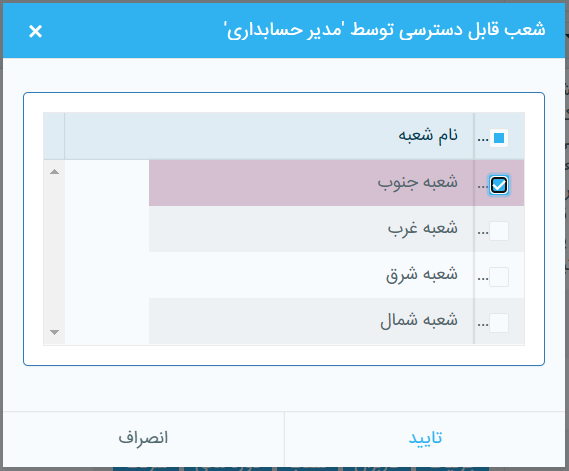 شعب قابل دسترسی توسط 'مدیر حسابداری'
... نام شعبه
... شعبه جنوب
... شعبه غرب
... شعبه شرق
... شعبه شمال
تایید
انصراف